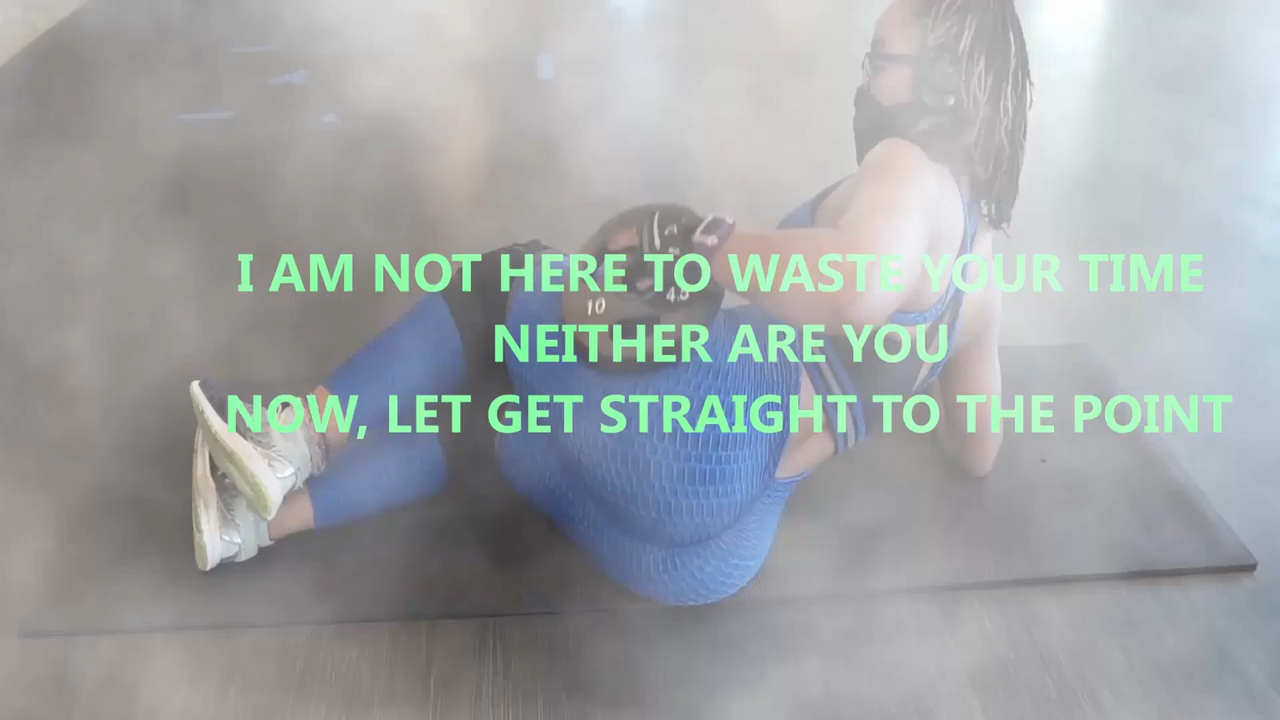 I AM NOT HERE TO WASTE YOUR TIME
NEITHER ARE YOU
NOW, LET GET STRAIGHT TO THE POINT
10
4.5